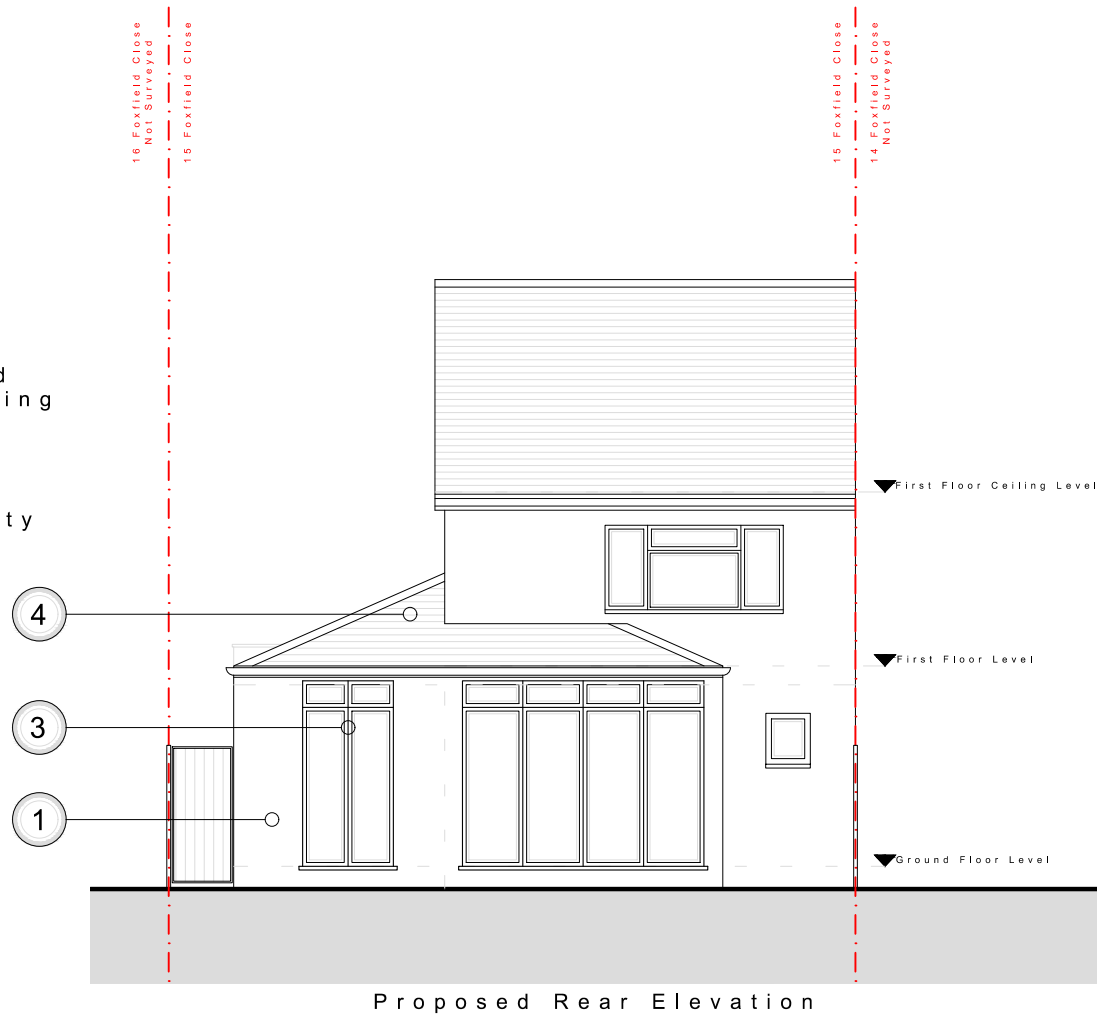 16 Foxfield Close
Not Surveyed
15 Foxfield Close
15 Foxfield Close
14 Foxfield Close
Not Surveyed
d
ing
First Floor Ceiling Level
ty
4
First Floor Level
3
1
Ground Floor Level
Proposed Rear Elevation